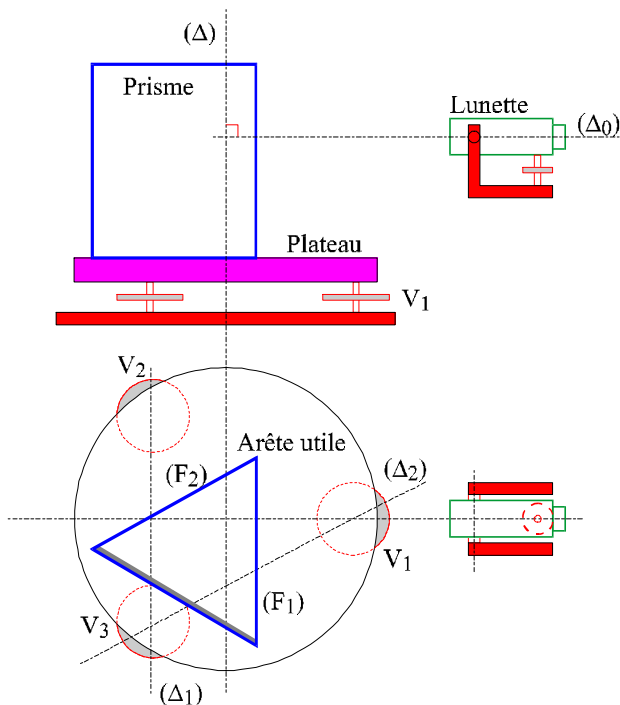 (Δ)
Prisme
Lunette
(Δ0)
Plateau
V1
V2
Arête utile
(F2)
(Δ2)
V1
(F1)
V3
(Δ1)